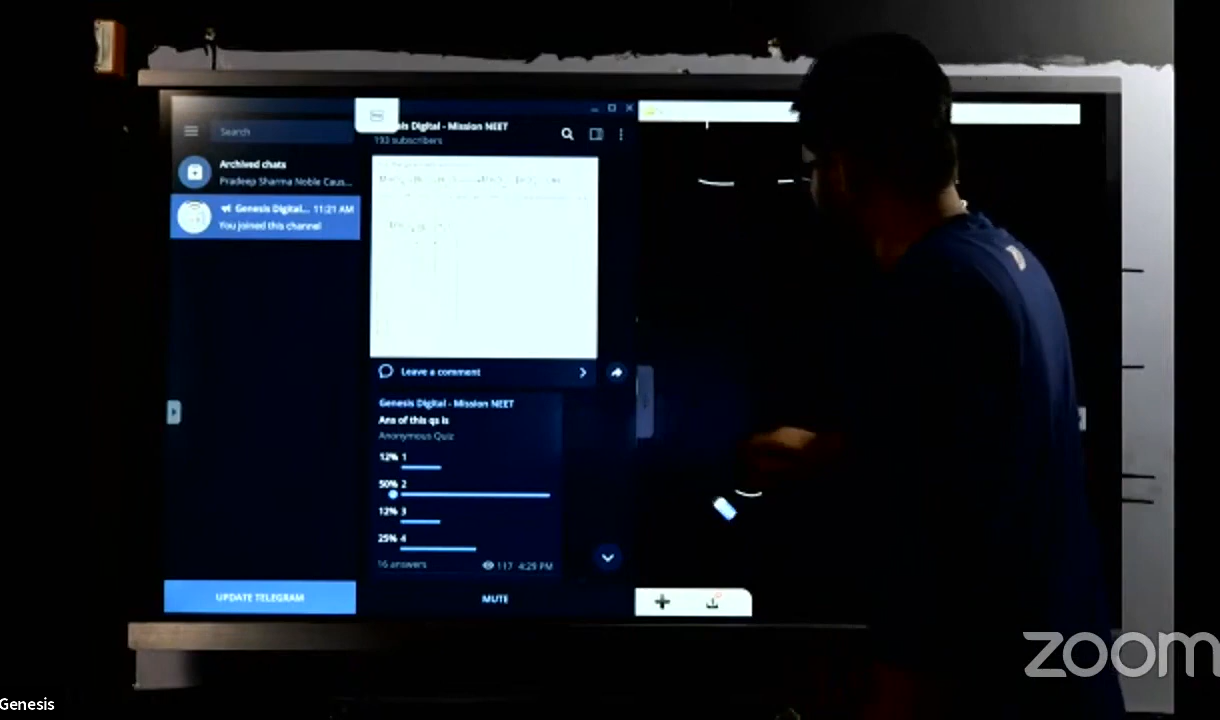 Search
Archived chats
Pradeep Sharma Noble Caus...
Genesis Digital... 11:21 AM
You joined this channel
UPDATE TELEGRAM
Digital - Mission NEET
193 subscribers
Leave a comment
Genesis Digital - Mission NEET
Ans of this qs is
Anonymous Quiz
12% 1
50% 2
12% 3
25% 4
16 answers 117 4:29 PM
MUTE
zoom
Genesis